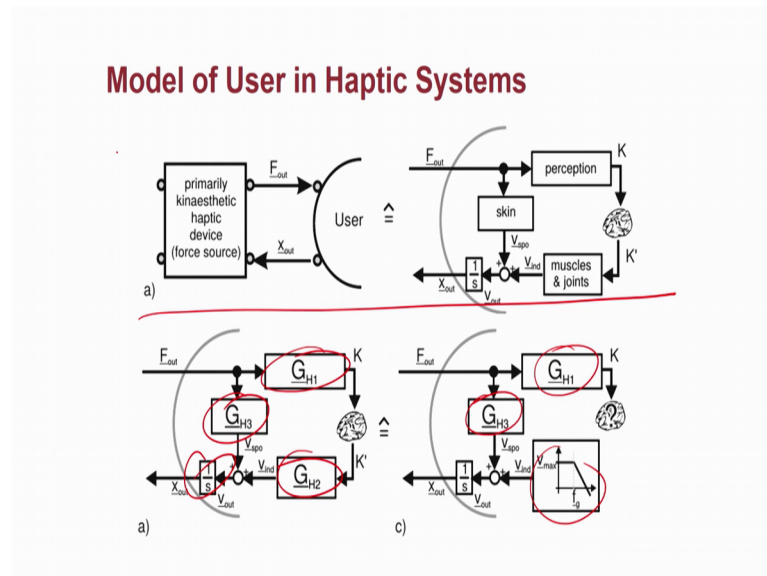 Model of User in Haptic Systems
primarily
kinaesthetic
haptic
device
(force source)
F_out
X_out
User
≙
a)
F_out
perception
K
skin
V_spo
K'
V_ind
muscles
& joints
1
s
X_out
V_out
F_out
G_H1
K
G_H3
V_spo
K'
V_ind
G_H2
1
s
X_out
V_out
a)
≙
F_out
G_H1
K
?
G_H3
V_spo
V_ind
V_max
f_g
1
s
X_out
V_out
c)